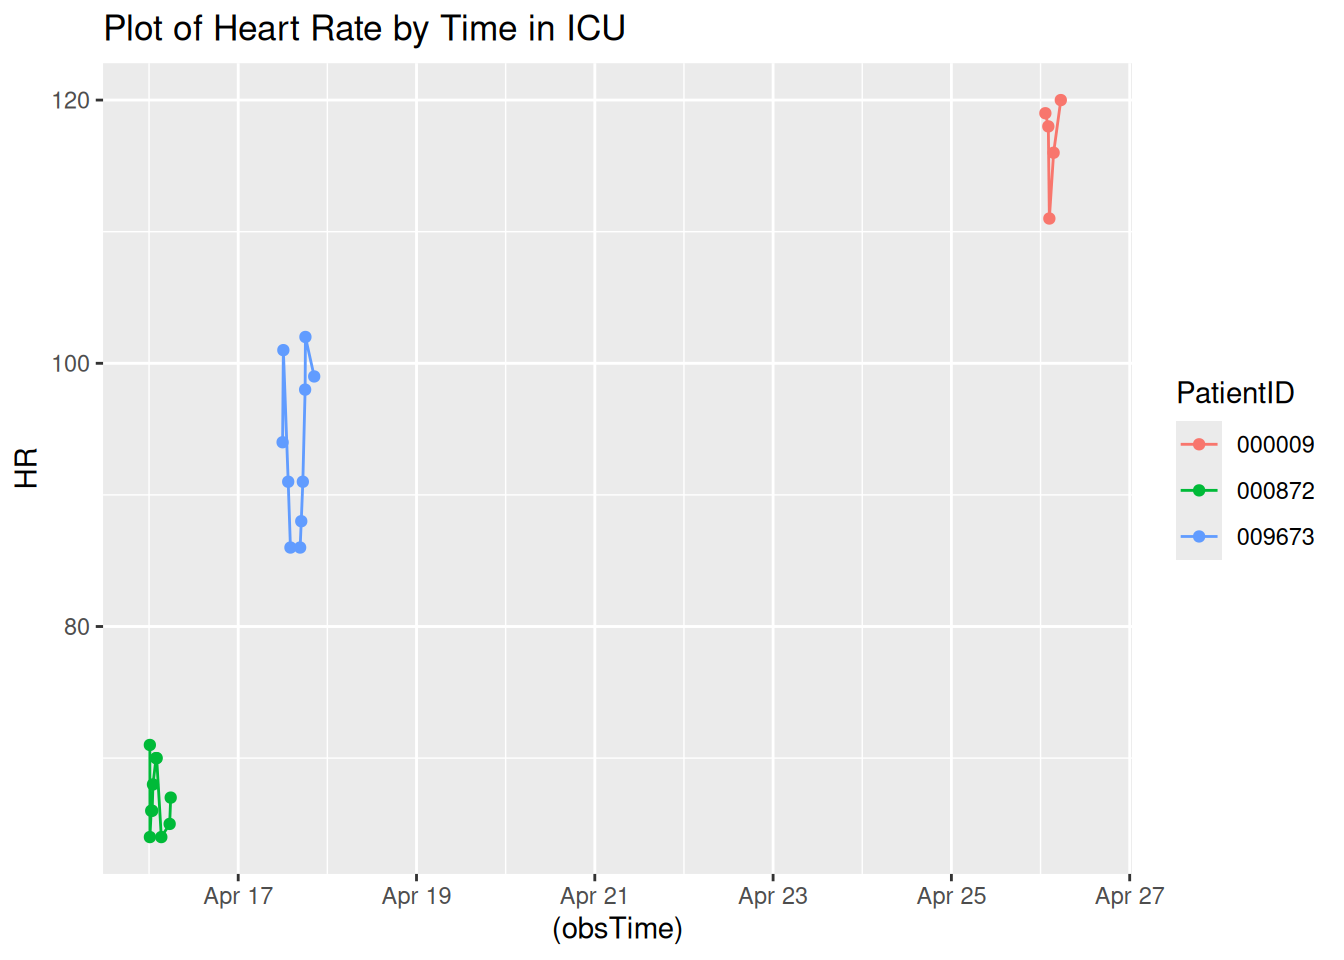 Plot of Heart Rate by Time in ICU
120
100
80
HR
Apr 17
Apr 19
Apr 21
Apr 23
Apr 25
Apr 27
(obsTime)
PatientID
000009
000872
009673